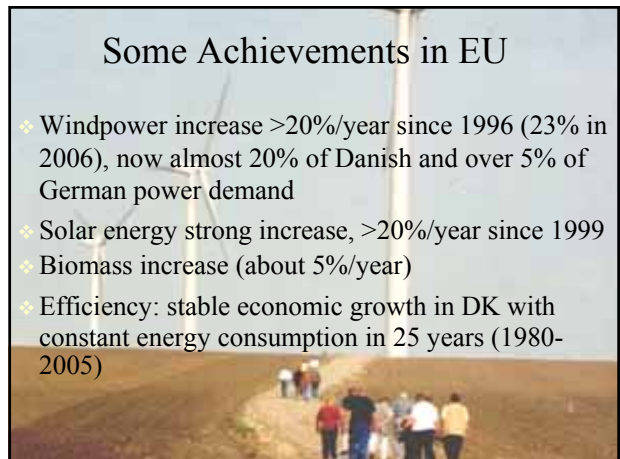 Some Achievements in EU
Windpower increase >20%/year since 1996 (23% in
2006), now almost 20% of Danish and over 5% of
German power demand
Solar energy strong increase, >20%/year since 1999
Biomass increase (about 5%/year)
Efficiency: stable economic growth in DK with
constant energy consumption in 25 years (1980-
2005)